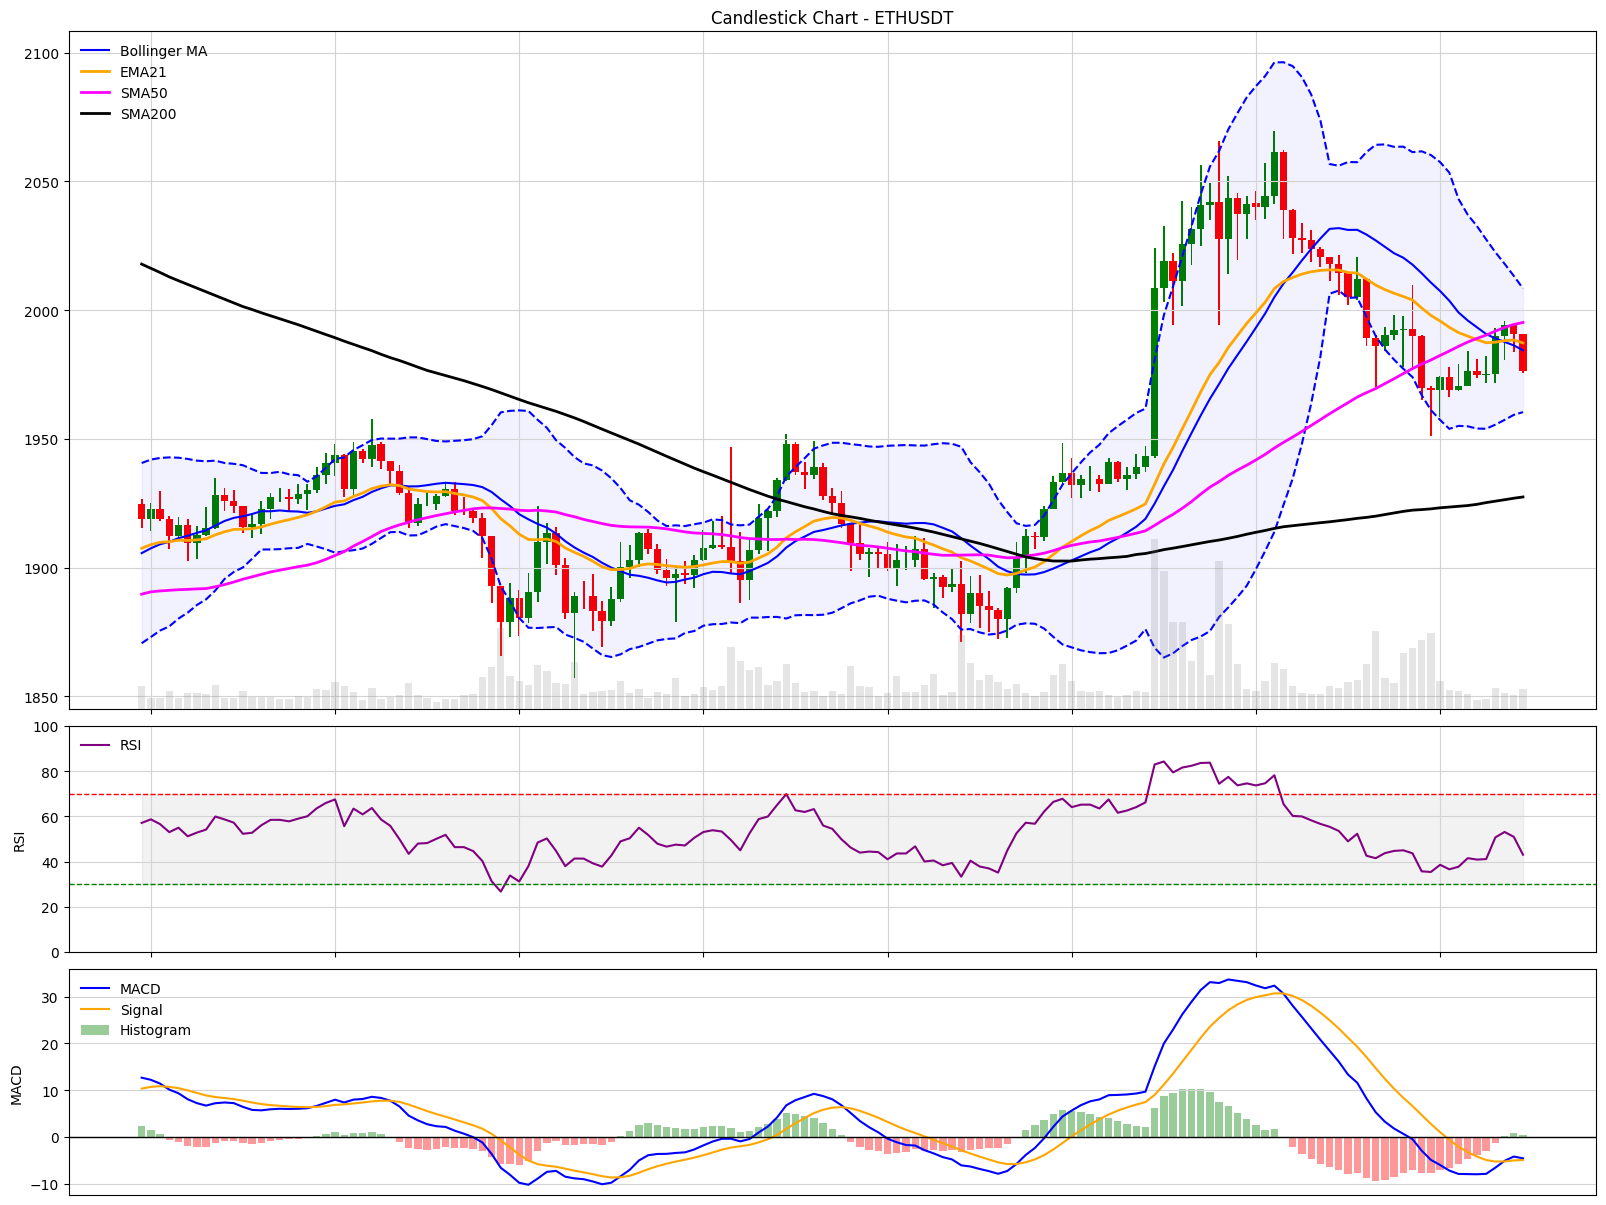 Candlestick Chart - ETHUSDT
Bollinger MA
EMA21
SMA50
SMA200
2100
2050
2000
1950
1900
1850
RSI
100
80
60
40
20
0
RSI
MACD
Signal
Histogram
30
20
10
0
−10
MACD